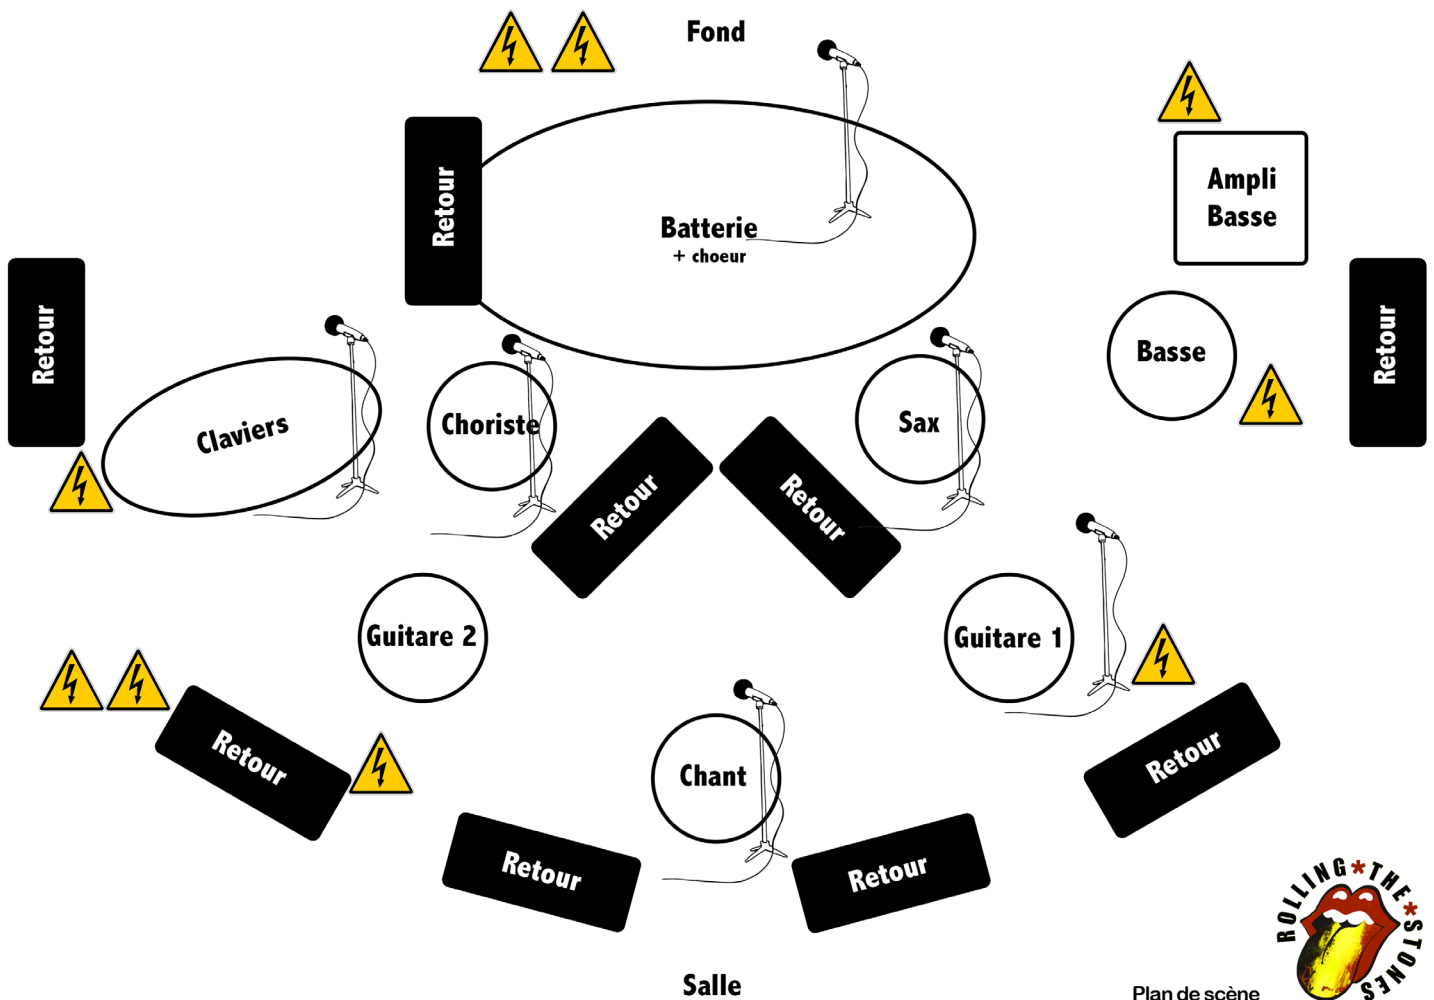 Fond
Retour
Batterie
+ choeur
Ampli
Basse
Retour
Claviers
Choriste
Sax
Basse
Retour
Retour
Retour
Guitare 2
Guitare 1
Retour
Chant
Retour
Retour
Retour
Salle
ROLLING*THE*STONES
Plan de scène